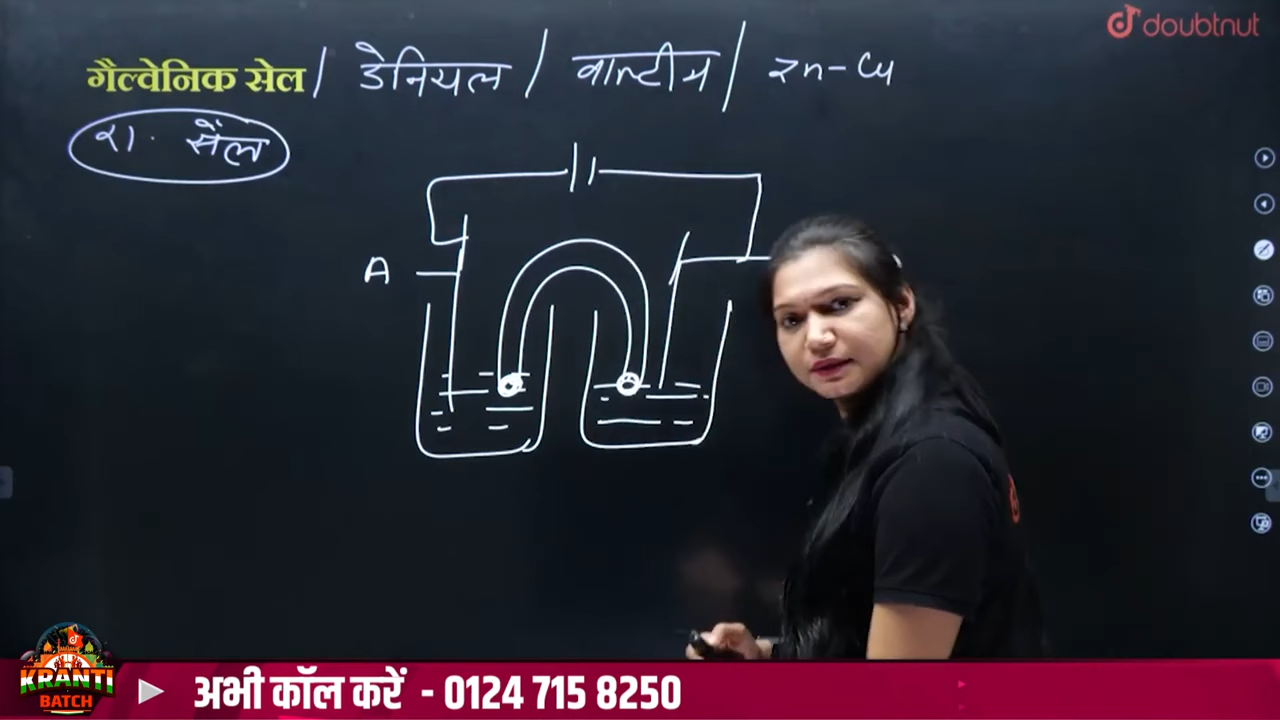 doubtnut
गैल्वेनिक सेल / डेनियल / वाल्टीय / Zn-Cu
रा. सेल
A
KRANTI
BATCH
अभी कॉल करें - 0124 715 8250